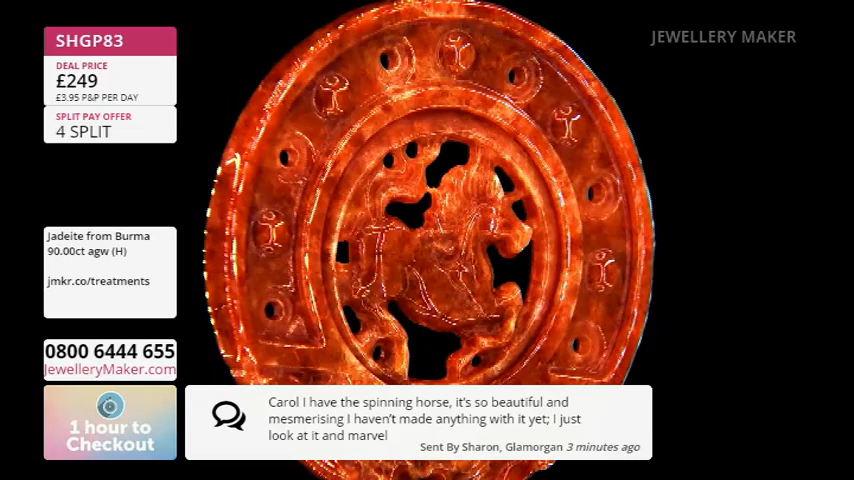 SHGP83
DEAL PRICE
£249
£3.95 P&P PER DAY
SPLIT PAY OFFER
4 SPLIT
JEWELLERY MAKER
Jadeite from Burma
90.00ct agw (H)
jmkr.co/treatments
0800 6444 655
JewelleryMaker.com
1 hour to
Checkout
Carol I have the spinning horse, it's so beautiful and
mesmerising I haven't made anything with it yet; I just
look at it and marvel
Sent By Sharon, Glamorgan 3 minutes ago